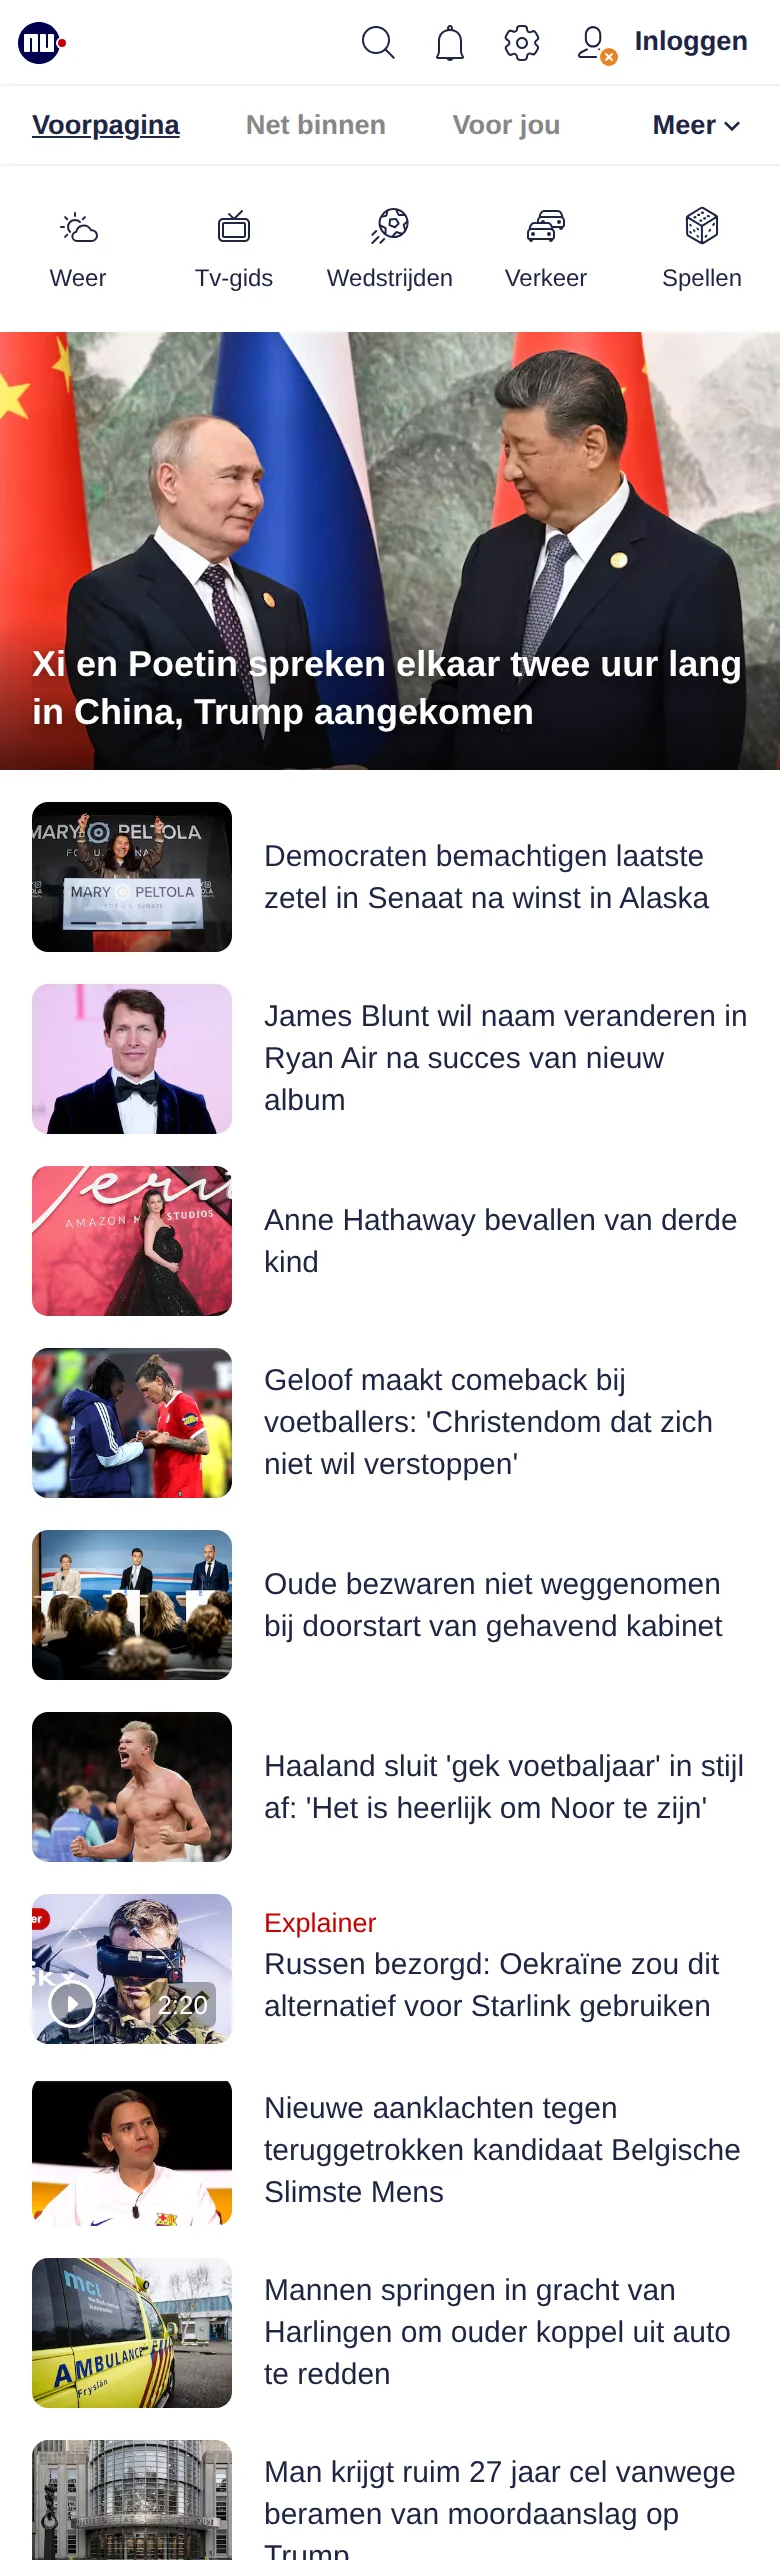 nu
Inloggen
Voorpagina
Net binnen
Voor jou
Meer
Weer
Tv-gids
Wedstrijden
Verkeer
Spellen
Xi en Poetin spreken elkaar twee uur lang
in China, Trump aangekomen
MARY PELTOLA
MARY PELTOLA
FOR U.S. SENATE
Democraten bemachtigen laatste
zetel in Senaat na winst in Alaska
James Blunt wil naam veranderen in
Ryan Air na succes van nieuw
album
AMAZON M STUDIOS
Anne Hathaway bevallen van derde
kind
Geloof maakt comeback bij
voetballers: 'Christendom dat zich
niet wil verstoppen'
Oude bezwaren niet weggenomen
bij doorstart van gehavend kabinet
Haaland sluit 'gek voetbaljaar' in stijl
af: 'Het is heerlijk om Noor te zijn'
er
2:20
Explainer
Russen bezorgd: Oekraïne zou dit
alternatief voor Starlink gebruiken
Nieuwe aanklachten tegen
teruggetrokken kandidaat Belgische
Slimste Mens
mcl
AMBULANCE
Fryslân
Mannen springen in gracht van
Harlingen om ouder koppel uit auto
te redden
Man krijgt ruim 27 jaar cel vanwege
beramen van moordaanslag op
Trump